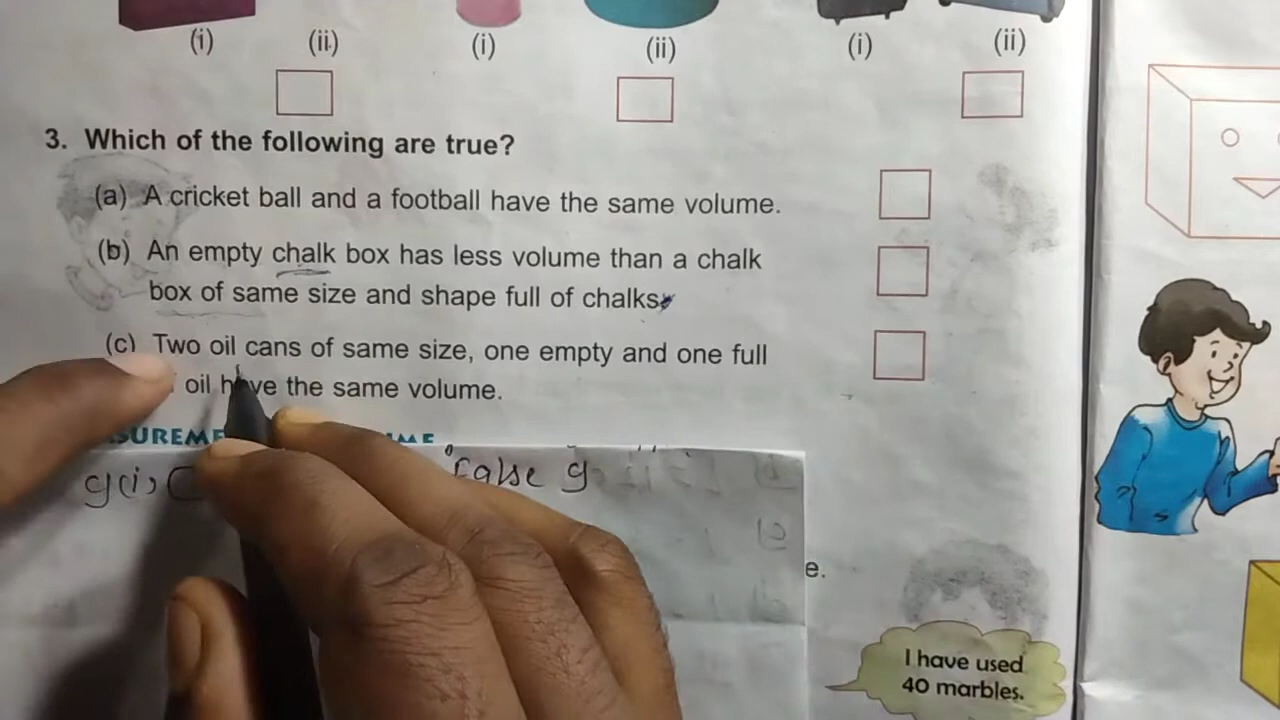 (i) (ii) (i) (ii) (i) (ii)
3. Which of the following are true?
(a) A cricket ball and a football have the same volume.
(b) An empty chalk box has less volume than a chalk
box of same size and shape full of chalks.
(c) Two oil cans of same size, one empty and one full
oil have the same volume.
g(i)
false g
e.
I have used
40 marbles.